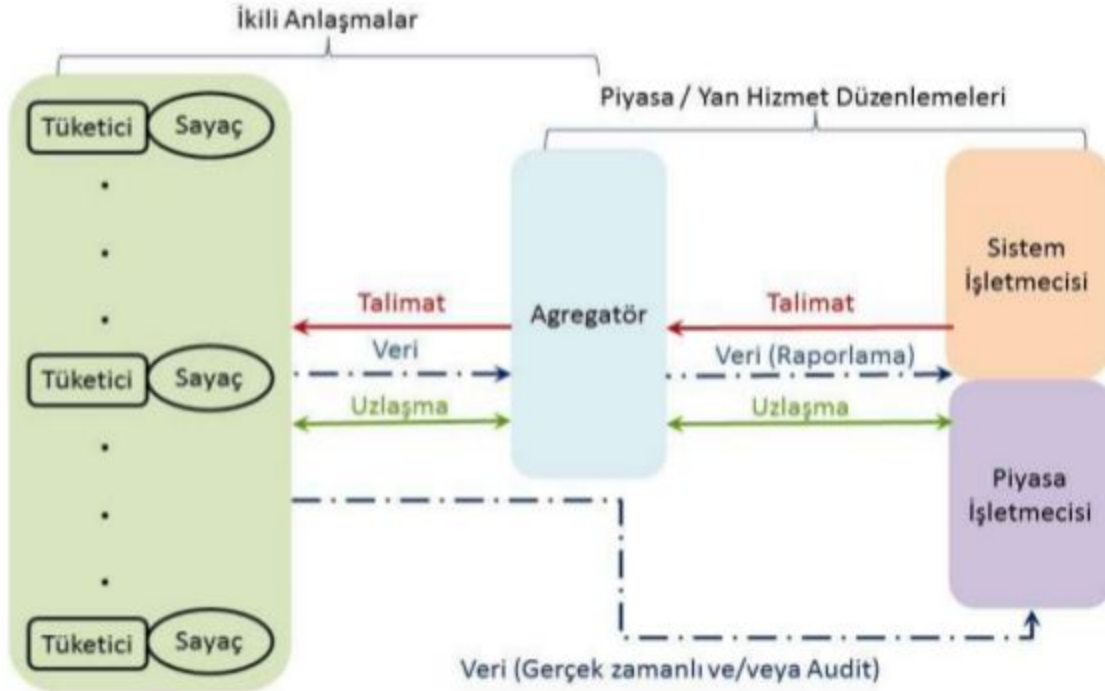 İkili Anlaşmalar
Piyasa / Yan Hizmet Düzenlemeleri
Tüketici Sayaç
Sistem
İşletmecisi
Talimat
Agregatör
Talimat
Tüketici Sayaç
Veri
Veri (Raporlama)
Uzlaşma
Uzlaşma
Piyasa
İşletmecisi
Tüketici Sayaç
Veri (Gerçek zamanlı ve/veya Audit)